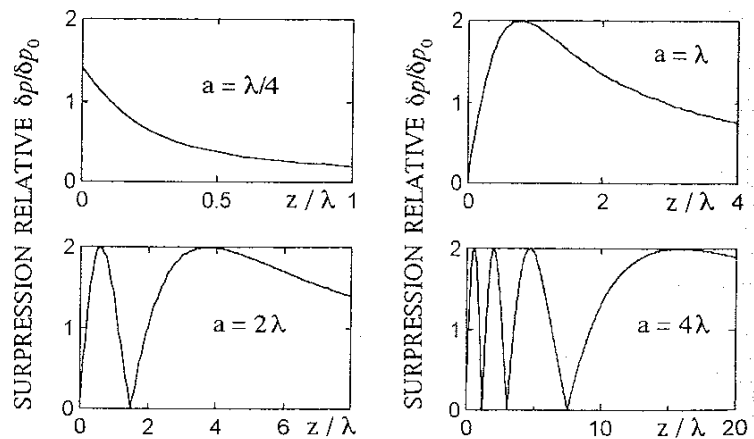 SURPRESSION RELATIVE δp/δp₀
2
1
0
a = λ/4
0 0.5 z / λ 1
SURPRESSION RELATIVE δp/δp₀
2
1
0
a = λ
0 2 z / λ 4
2
1
0
a = 2λ
0 2 4 6 z / λ
2
1
0
a = 4λ
0 z / λ 10 20